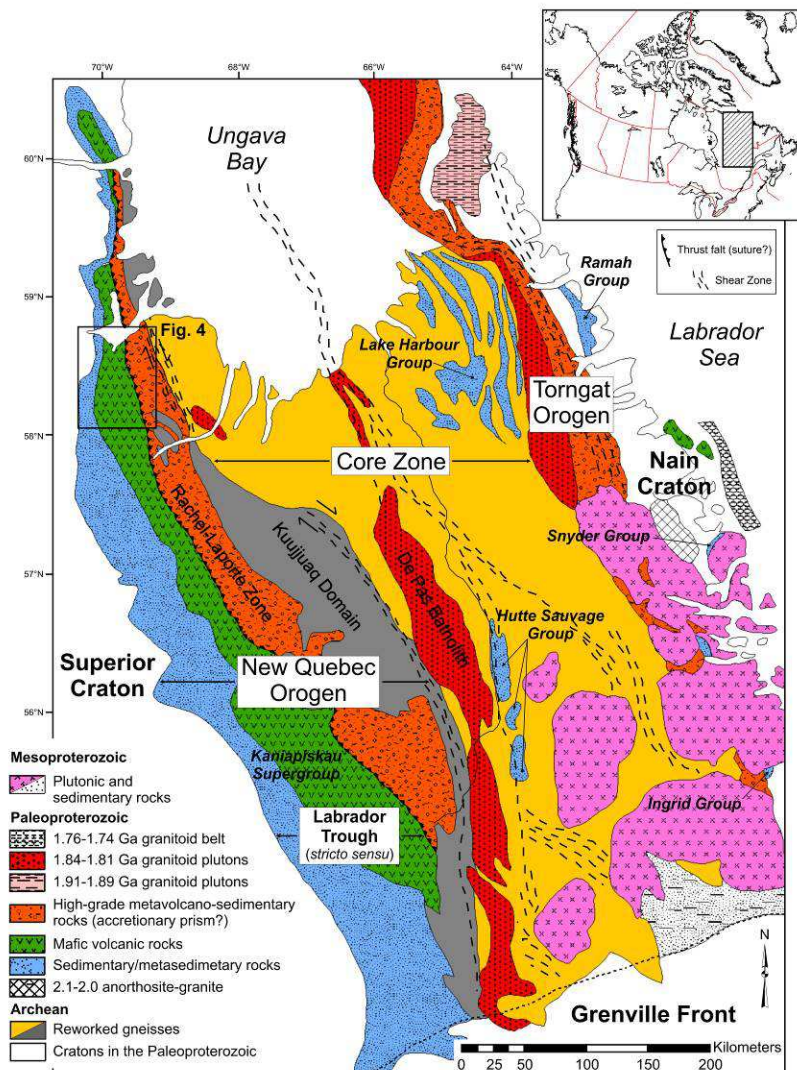 70°W
68°W
66°W
64°W
60°N
59°N
58°N
57°N
56°N
Ungava
Bay
Thrust falt (suture?)
Shear Zone
Ramah
Group
Labrador
Sea
Fig. 4
Lake Harbour
Group
Torngat
Orogen
Core Zone
Nain
Craton
Snyder Group
Rachel-Laporte Zone
Kuujjuaq Domain
De Pas Batholith
Hutte Sauvage
Group
Superior
Craton
New Quebec
Orogen
Kaniapiskau
Supergroup
Ingrid Group
Labrador
Trough
(stricto sensu)
Mesoproterozoic
Plutonic and
sedimentary rocks
Paleoproterozoic
1.76-1.74 Ga granitoid belt
1.84-1.81 Ga granitoid plutons
1.91-1.89 Ga granitoid plutons
High-grade metavolcano-sedimentary
rocks (accretionary prism?)
Mafic volcanic rocks
Sedimentary/metasedimetary rocks
2.1-2.0 anorthosite-granite
Archean
Reworked gneisses
Cratons in the Paleoproterozoic
N
Grenville Front
Kilometers
0 25 50 100 150 200